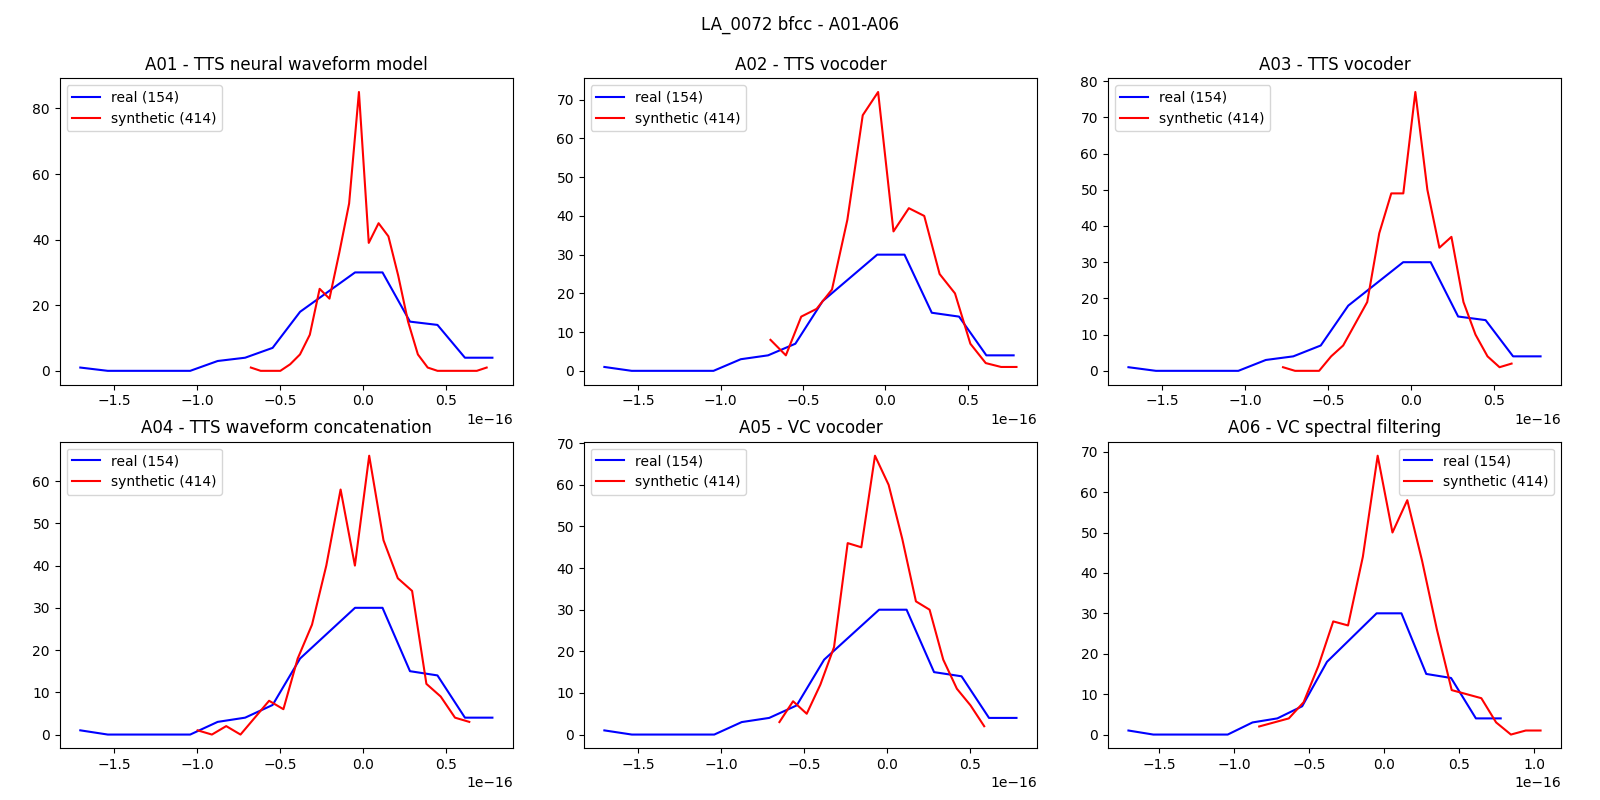 LA_0072 bfcc - A01-A06
A01 - TTS neural waveform model
real (154)
synthetic (414)
80
60
40
20
0
−1.5 −1.0 −0.5 0.0 0.5
1e−16
A02 - TTS vocoder
real (154)
synthetic (414)
70
60
50
40
30
20
10
0
−1.5 −1.0 −0.5 0.0 0.5
1e−16
A03 - TTS vocoder
real (154)
synthetic (414)
80
70
60
50
40
30
20
10
0
−1.5 −1.0 −0.5 0.0 0.5
1e−16
A04 - TTS waveform concatenation
real (154)
synthetic (414)
60
50
40
30
20
10
0
−1.5 −1.0 −0.5 0.0 0.5
1e−16
A05 - VC vocoder
real (154)
synthetic (414)
70
60
50
40
30
20
10
0
−1.5 −1.0 −0.5 0.0 0.5
1e−16
A06 - VC spectral filtering
real (154)
synthetic (414)
70
60
50
40
30
20
10
0
−1.5 −1.0 −0.5 0.0 0.5 1.0
1e−16